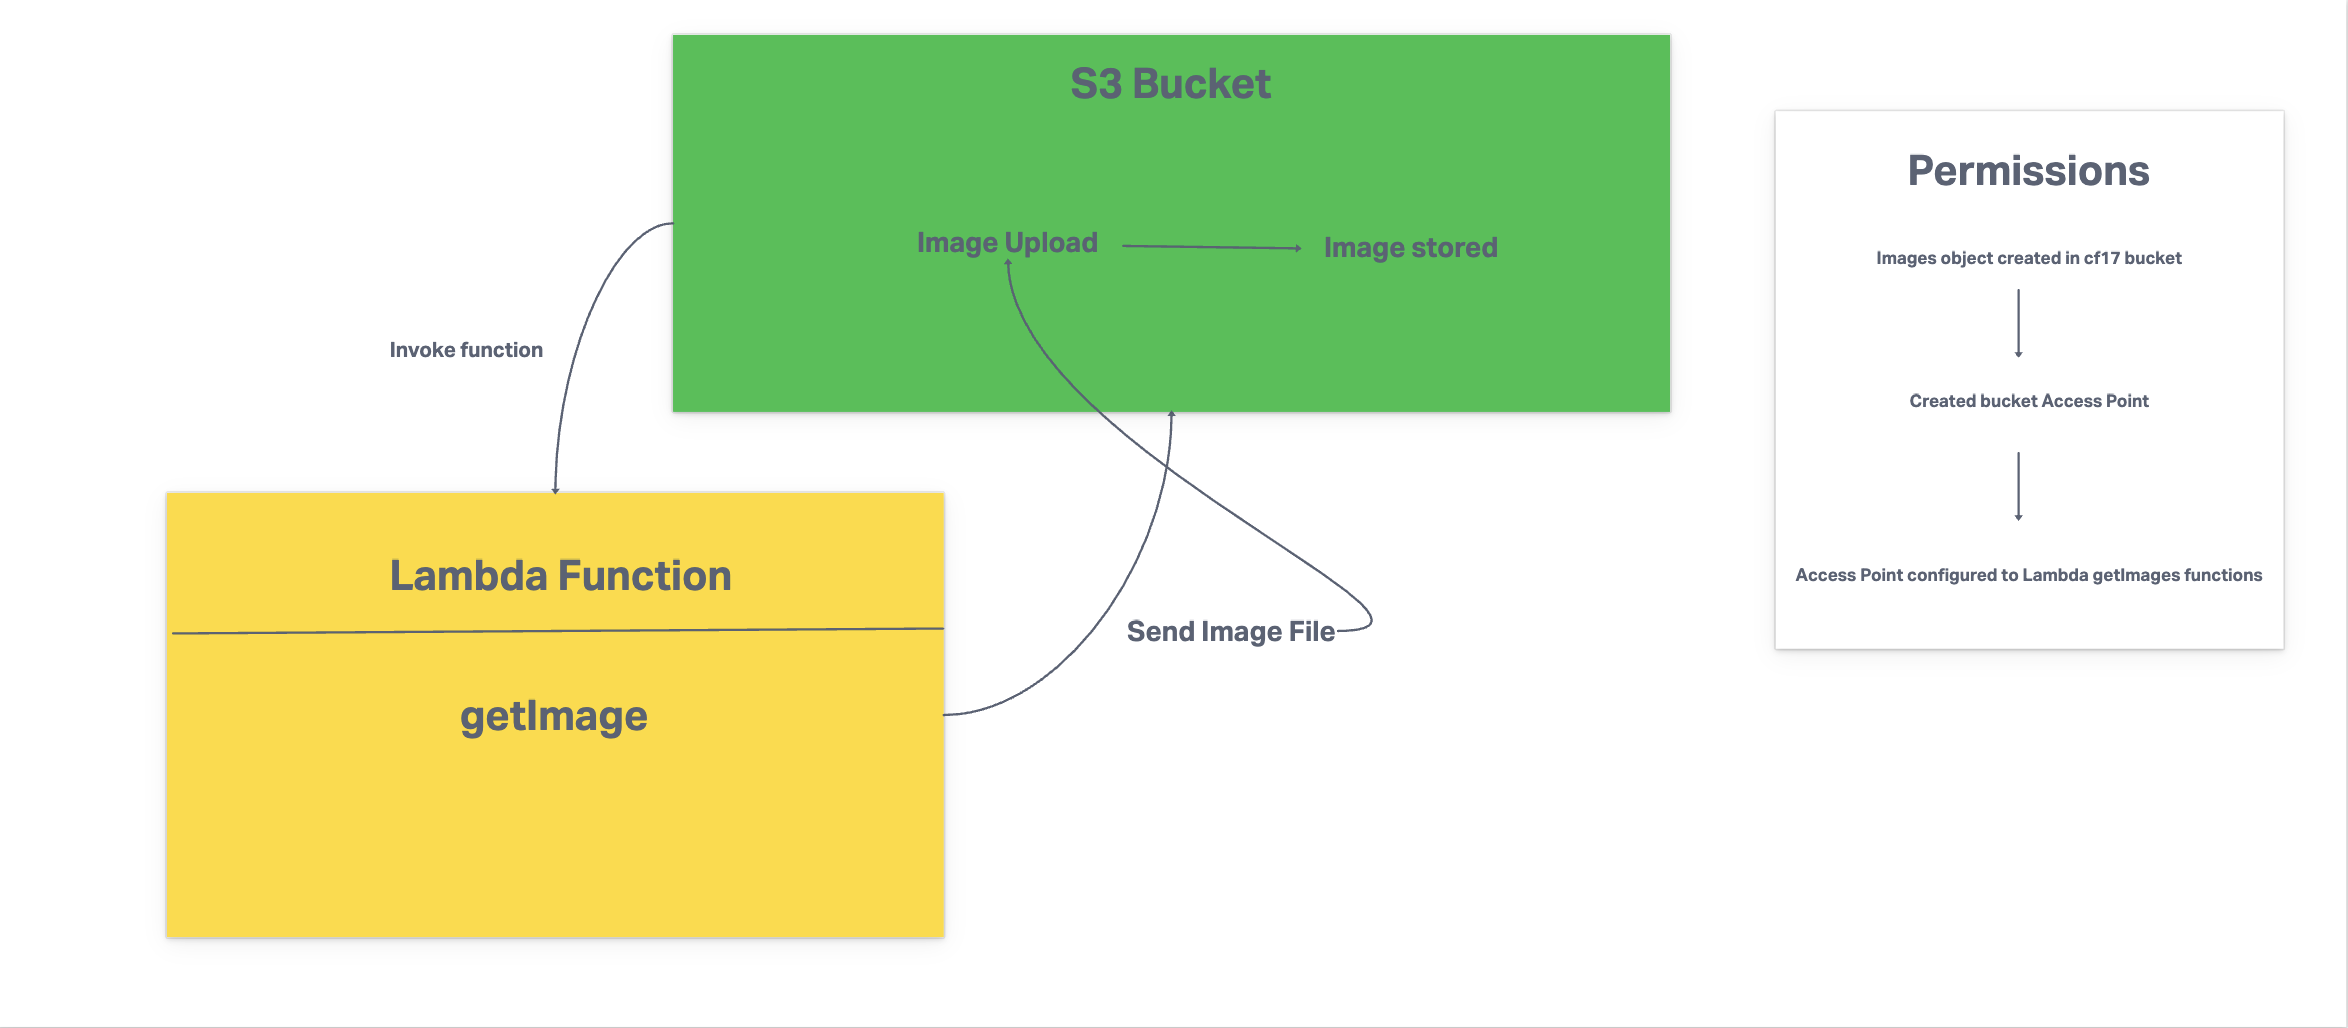 S3 Bucket
Image Upload
Image stored
Invoke function
Lambda Function
getImage
Send Image File
Permissions
Images object created in cf17 bucket
Created bucket Access Point
Access Point configured to Lambda getImages functions